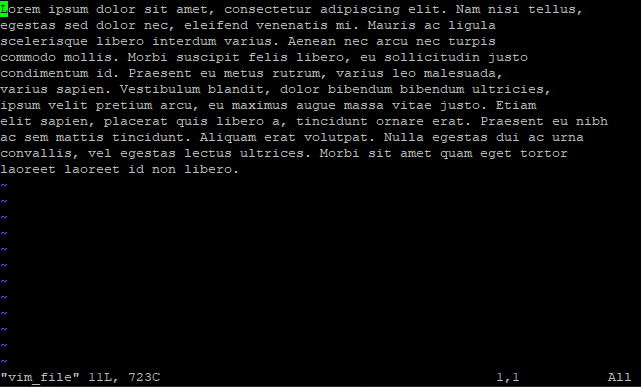 Lorem ipsum dolor sit amet, consectetur adipiscing elit. Nam nisi tellus,
egestas sed dolor nec, eleifend venenatis mi. Mauris ac ligula
scelerisque libero interdum varius. Aenean nec arcu nec turpis
commodo mollis. Morbi suscipit felis libero, eu sollicitudin justo
condimentum id. Praesent eu metus rutrum, varius leo malesuada,
varius sapien. Vestibulum blandit, dolor bibendum bibendum ultricies,
ipsum velit pretium arcu, eu maximus augue massa vitae justo. Etiam
elit sapien, placerat quis libero a, tincidunt ornare erat. Praesent eu nibh
ac sem mattis tincidunt. Aliquam erat volutpat. Nulla egestas dui ac urna
convallis, vel egestas lectus ultrices. Morbi sit amet quam eget tortor
laoreet laoreet id non libero.
~
~
~
~
~
~
~
~
~
~
~
~
"vim_file" 11L, 723C 1,1 All